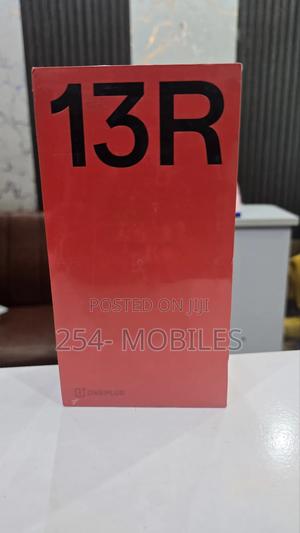 13R
POSTED ON JIJI
254- MOBILES
ONEPLUS